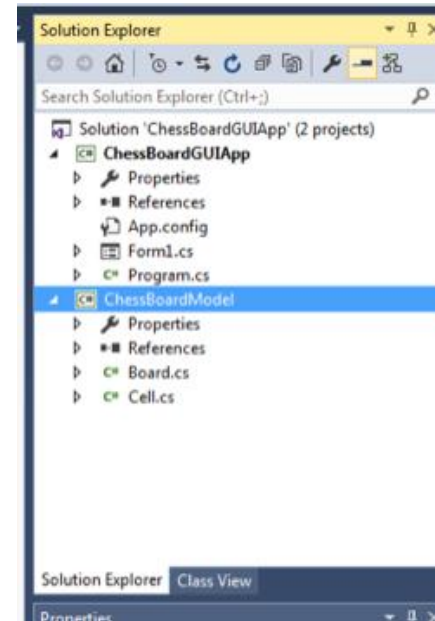 Solution Explorer
Search Solution Explorer (Ctrl+;)
Solution 'ChessBoardGUIApp' (2 projects)
C# ChessBoardGUIApp
Properties
References
App.config
Form1.cs
C# Program.cs
C# ChessBoardModel
Properties
References
C# Board.cs
C# Cell.cs
Solution Explorer Class View
Properties